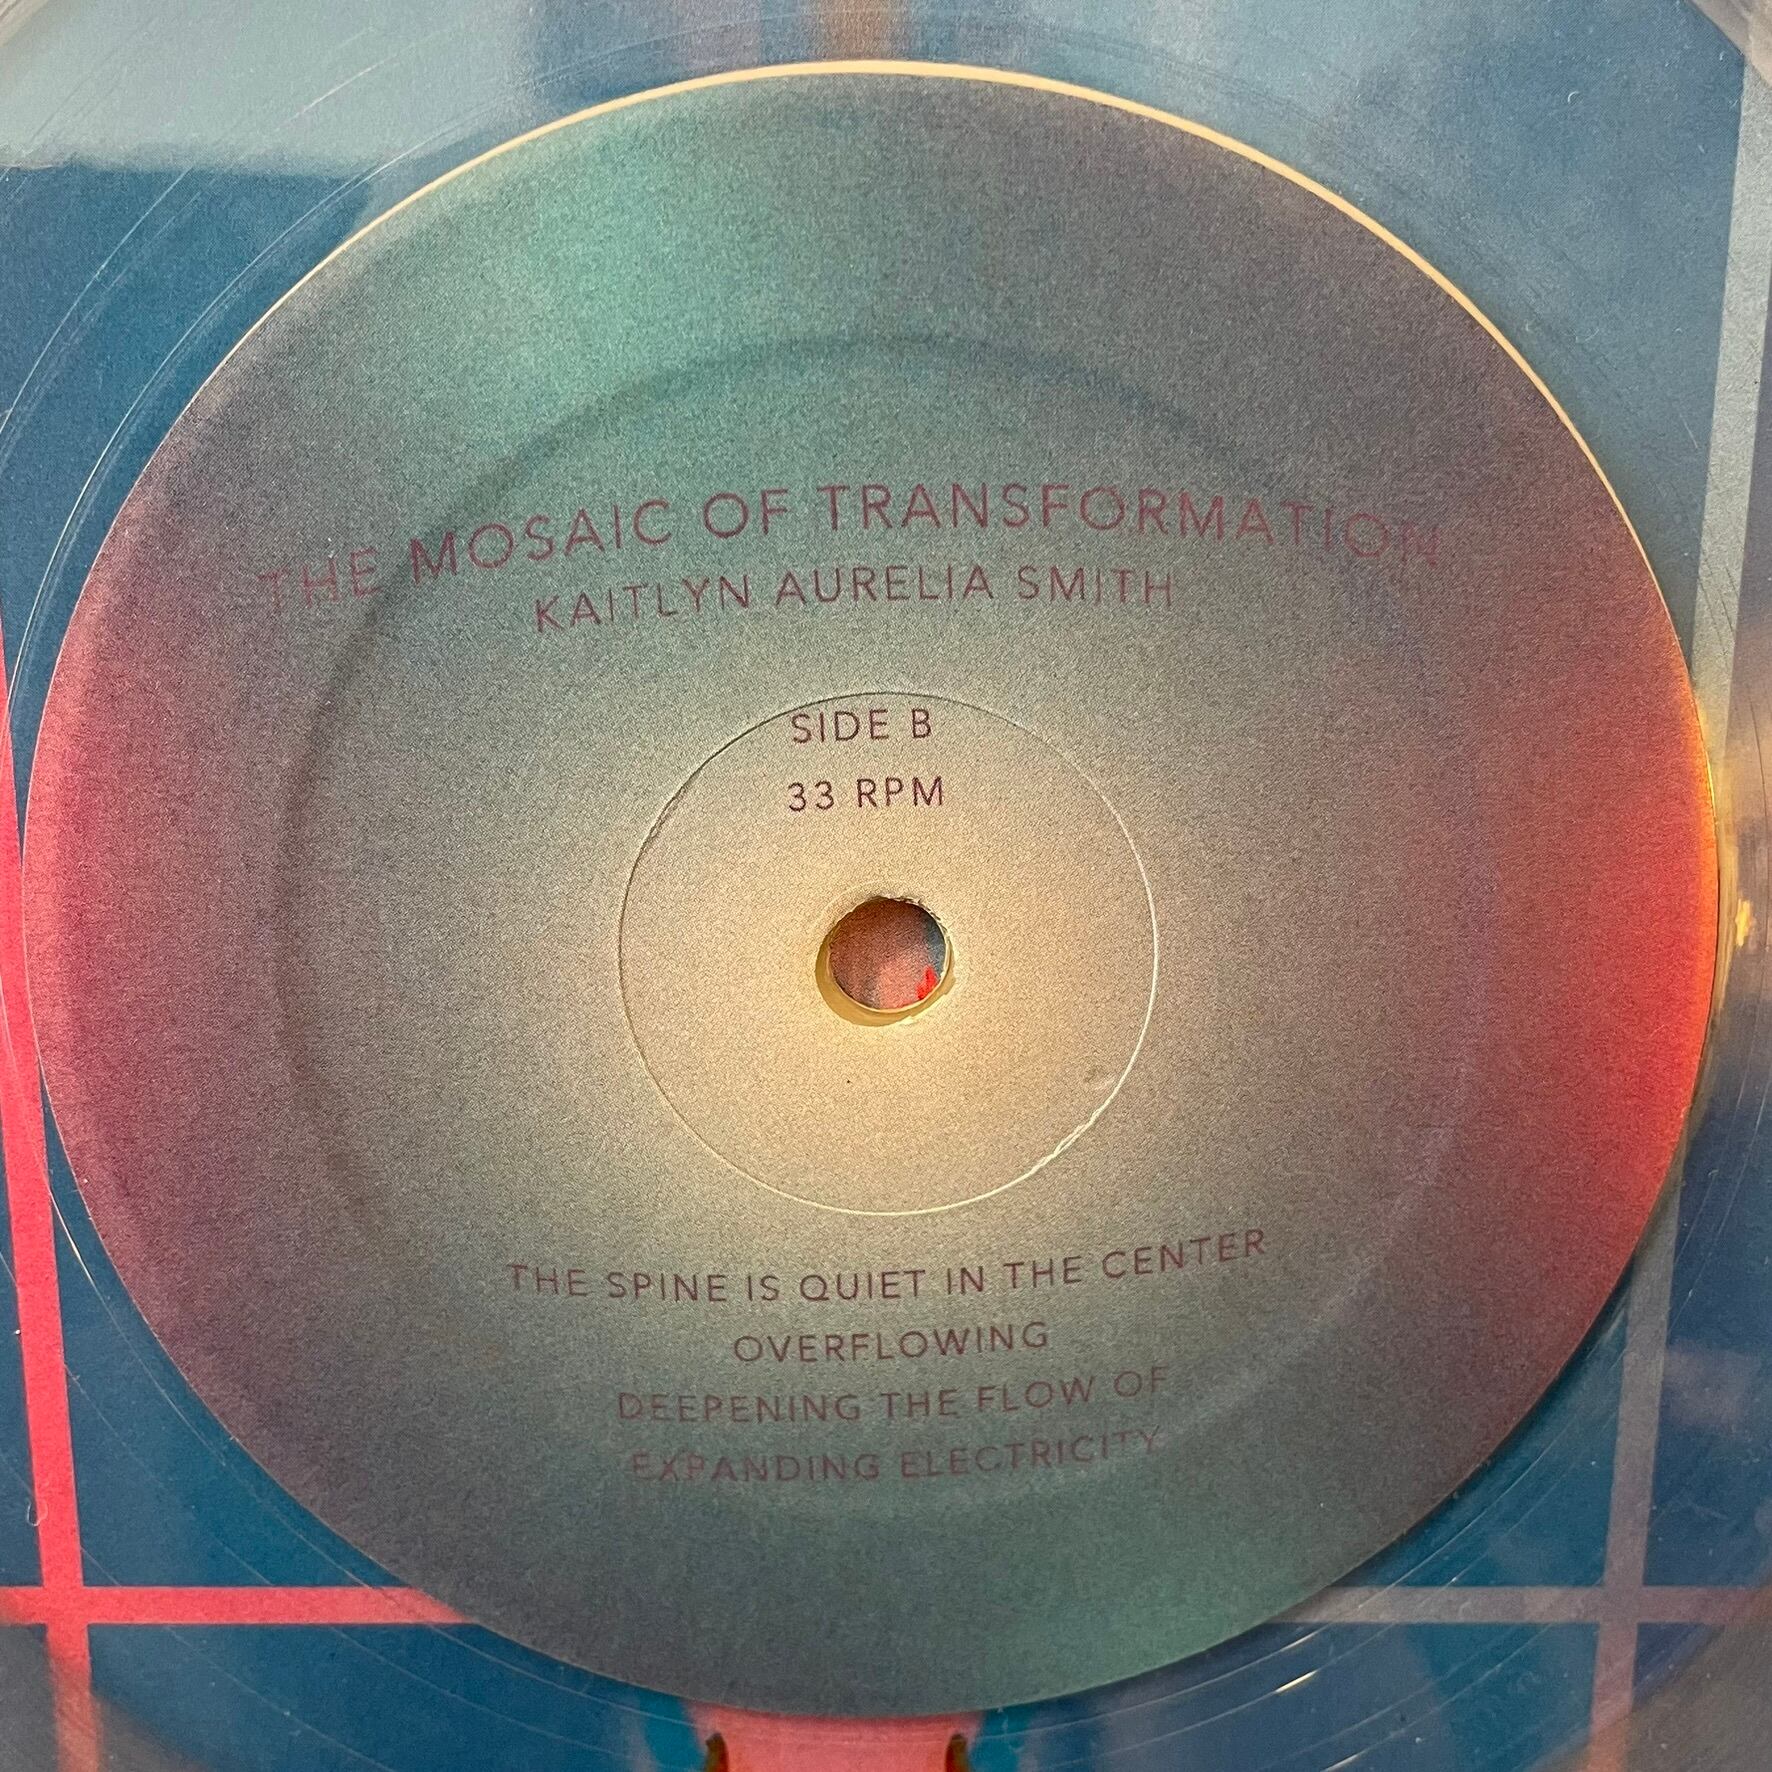 THE MOSAIC OF TRANSFORMATION
KAITLYN AURELIA SMITH
SIDE B
33 RPM
THE SPINE IS QUIET IN THE CENTER
OVERFLOWING
DEEPENING THE FLOW OF
EXPANDING ELECTRICITY